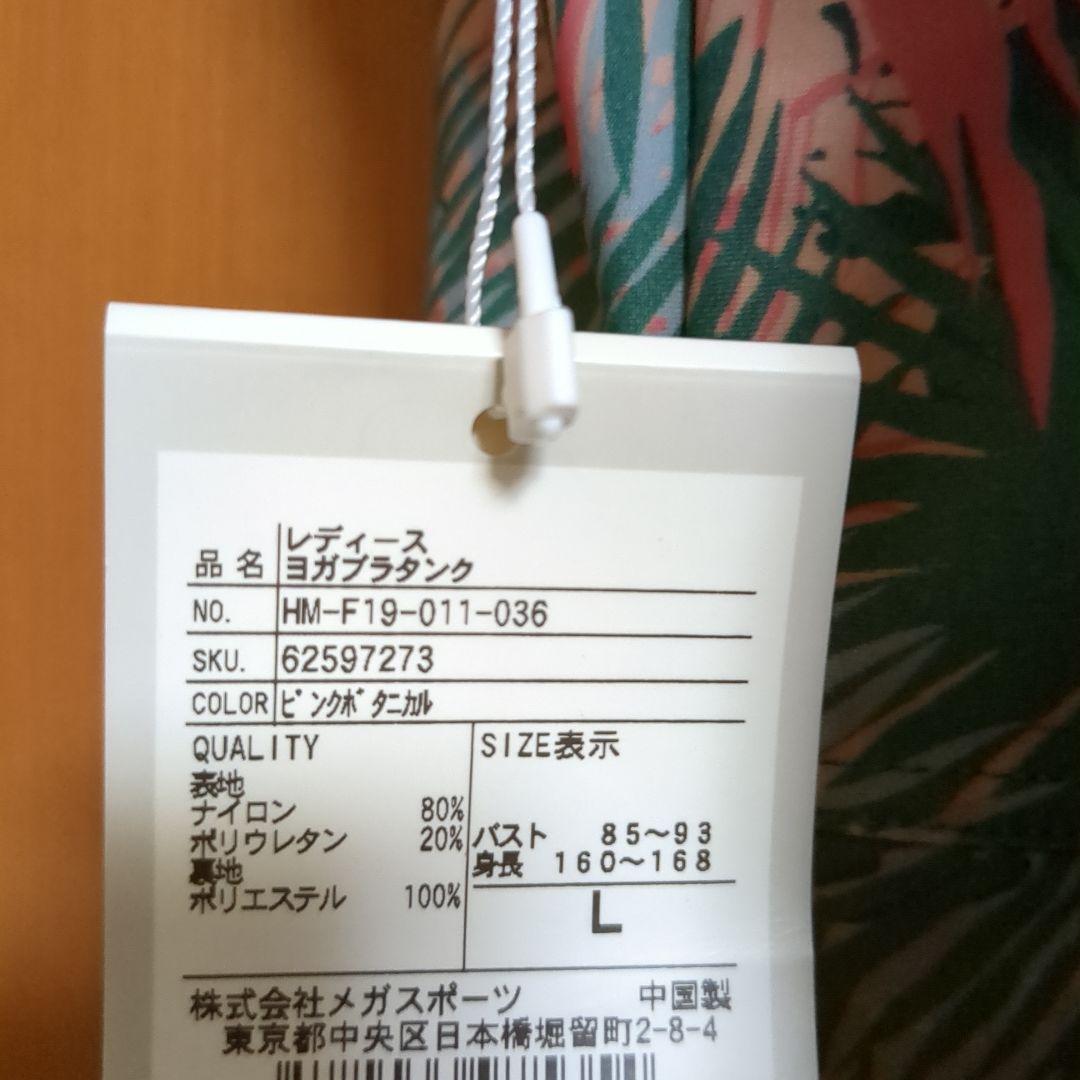 品名 レディース
ヨガブラタンク
NO. HM-F19-011-036
SKU. 62597273
COLOR ピンクボタニカル
QUALITY
表地
ナイロン 80%
ポリウレタン 20%
裏地
ポリエステル 100%
SIZE表示
バスト 85〜93
身長 160〜168
L
株式会社メガスポーツ 中国製
東京都中央区日本橋堀留町2-8-4